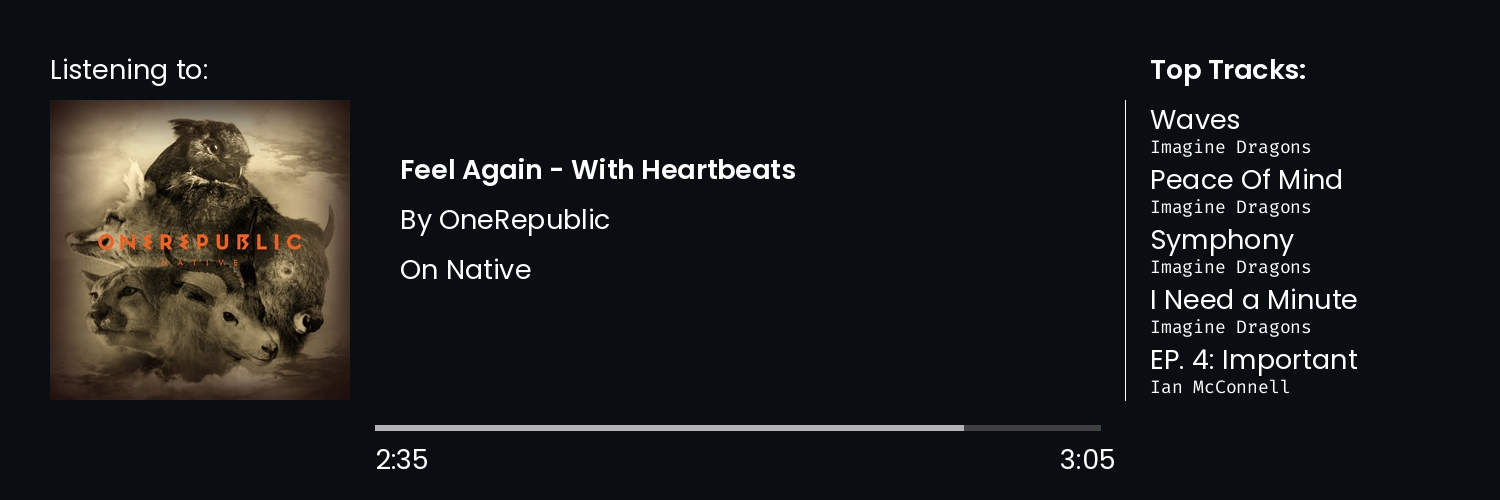 Listening to:
ONEREPUBLIC
NATIVE
Feel Again - With Heartbeats
By OneRepublic
On Native
2:35
3:05
Top Tracks:
Waves
Imagine Dragons
Peace Of Mind
Imagine Dragons
Symphony
Imagine Dragons
I Need a Minute
Imagine Dragons
EP. 4: Important
Ian McConnell